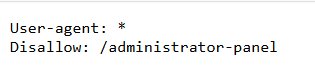 User-agent: *
Disallow: /administrator-panel